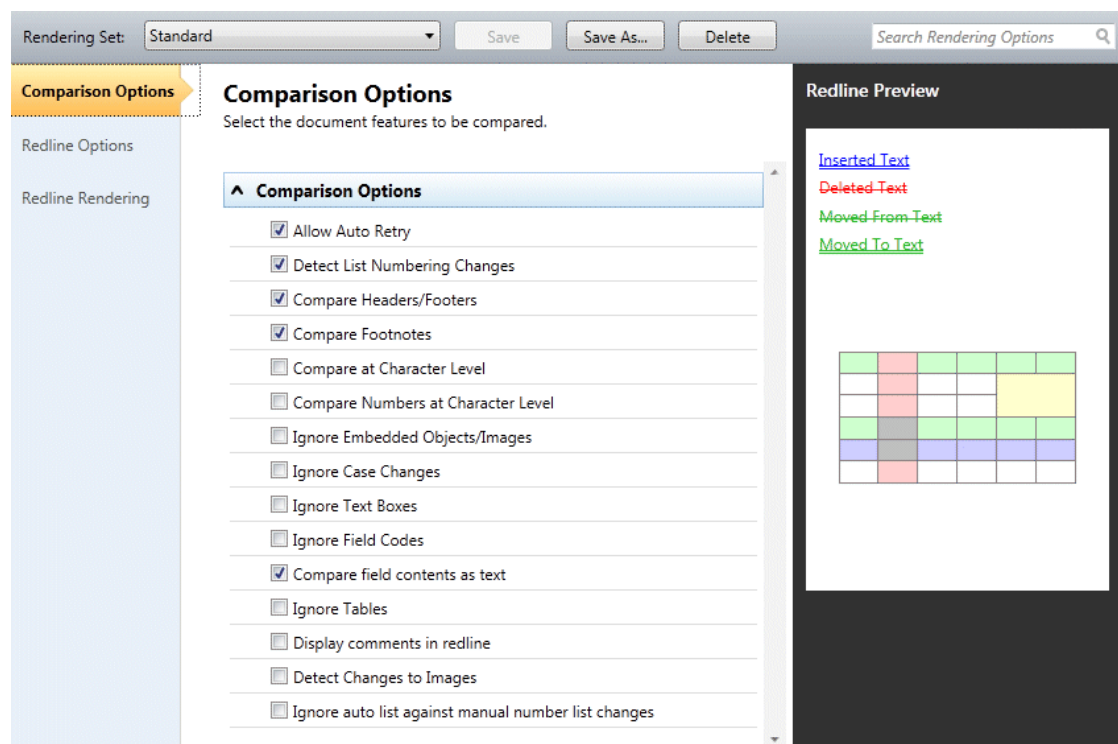 Rendering Set: Standard Save Save As... Delete Search Rendering Options
Comparison Options
Redline Options
Redline Rendering
Comparison Options
Select the document features to be compared.
Comparison Options
Allow Auto Retry
Detect List Numbering Changes
Compare Headers/Footers
Compare Footnotes
Compare at Character Level
Compare Numbers at Character Level
Ignore Embedded Objects/Images
Ignore Case Changes
Ignore Text Boxes
Ignore Field Codes
Compare field contents as text
Ignore Tables
Display comments in redline
Detect Changes to Images
Ignore auto list against manual number list changes
Redline Preview
Inserted Text
Deleted Text
Moved From Text
Moved To Text